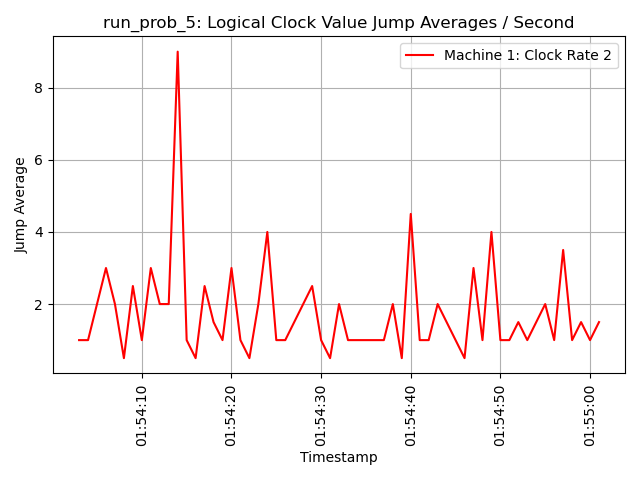 run_prob_5: Logical Clock Value Jump Averages / Second
Machine 1: Clock Rate 2
Jump Average
8
6
4
2
01:54:10
01:54:20
01:54:30
01:54:40
01:54:50
01:55:00
Timestamp